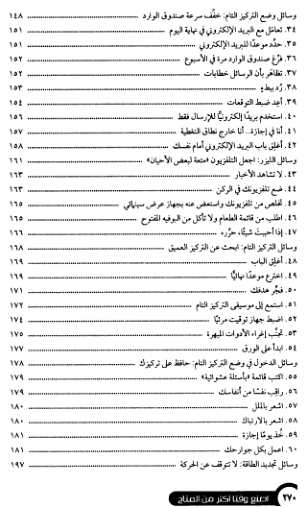 وسائل وضع التركيز التام: خفِّف سرعة صندوق الوارد ١٤٨
٣٤. تعامَل مع البريد الإلكتروني في نهاية اليوم ١٥١
٣٥. حدِّد موعدًا للبريد الإلكتروني ١٥١
٣٦. فرِّغ صندوق الوارد مرة في الأسبوع ١٥٢
٣٧. تظاهَر بأن الرسائل خطابات ١٥٢
٣٨. رُد ببطءٍ ١٥٣
٣٩. أعِد ضبط التوقعات ١٥٤
٤٠. استخدم بريدًا إلكترونيًّا للإرسال فقط ١٥٦
٤١. أنا في إجازة.. أنا خارج نطاق التغطية ١٥٧
٤٢. أغلِق باب البريد الإلكتروني أمام نفسك ١٥٨
وسائل الليزر: اجعل التلفزيون «متعة لبعض الأحيان» ١٦١
٤٣. لا تشاهد الأخبار ١٦٣
٤٤. ضع تلفزيونك في الركن ١٦٣
٤٥. تخلص من تلفزيونك واستعض عنه بجهاز عرض سينمائي ١٦٥
٤٦. اطلب من قائمة الطعام ولا تأكل من البوفيه المفتوح ١٦٥
٤٧. إذا أحببتَ شيئًا، حرِّره ١٦٦
وسائل التركيز التام: ابحث عن التركيز العميق ١٦٨
٤٨. أغلِق الباب ١٦٩
٤٩. اخترع موعدًا نهائيًّا ١٧٠
٥٠. فجِّر هدفك ١٧١
٥١. استمع إلى موسيقى التركيز التام ١٧٢
٥٢. اضبط جهاز توقيت مرئيًّا ١٧٤
٥٣. تجنَّب إغراء الأدوات المبهرة ١٧٥
٥٤. ابدأ على الورق ١٧٧
وسائل الدخول في وضع التركيز التام: حافظ على تركيزك ١٧٨
٥٥. اكتب قائمة «بأسئلة عشوائية» ١٧٩
٥٦. راقِب نفسًا من أنفاسك ١٧٩
٥٧. اشعر بالملل ١٨٠
٥٨. اشعر بالارتباك ١٨٠
٥٩. خُذ يومًا إجازة ١٨١
٦٠. اعمل بكل جوارحك ١٨١
وسائل تجديد الطاقة: لا تتوقف عن الحركة ١٩٧
٢٧٠ اصنع وقتًا أكثر من المتاح